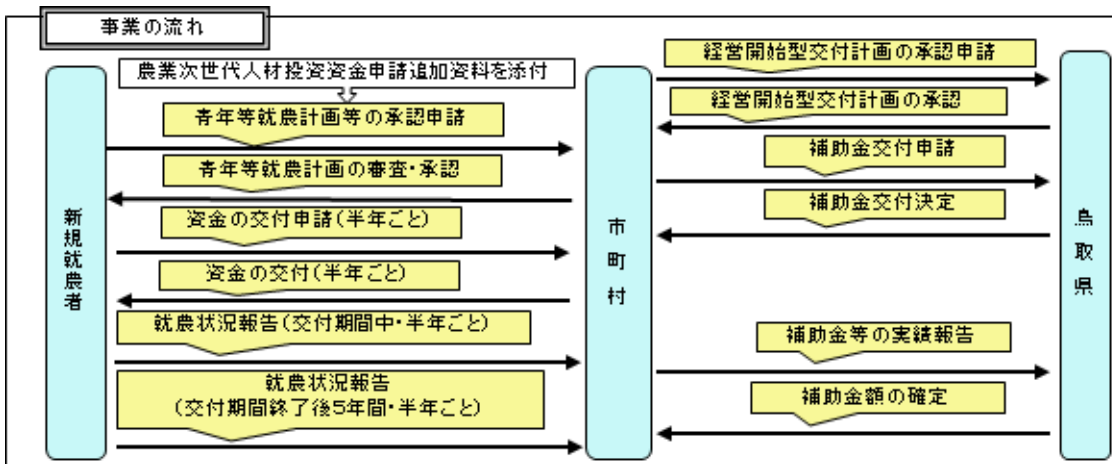 事業の流れ
農業次世代人材投資資金申請追加資料を添付
青年等就農計画等の承認申請
青年等就農計画の審査・承認
資金の交付申請(半年ごと)
資金の交付(半年ごと)
就農状況報告(交付期間中・半年ごと)
就農状況報告
(交付期間終了後5年間・半年ごと)
新規就農者
市町村
経営開始型交付計画の承認申請
経営開始型交付計画の承認
補助金交付申請
補助金交付決定
補助金等の実績報告
補助金額の確定
鳥取県